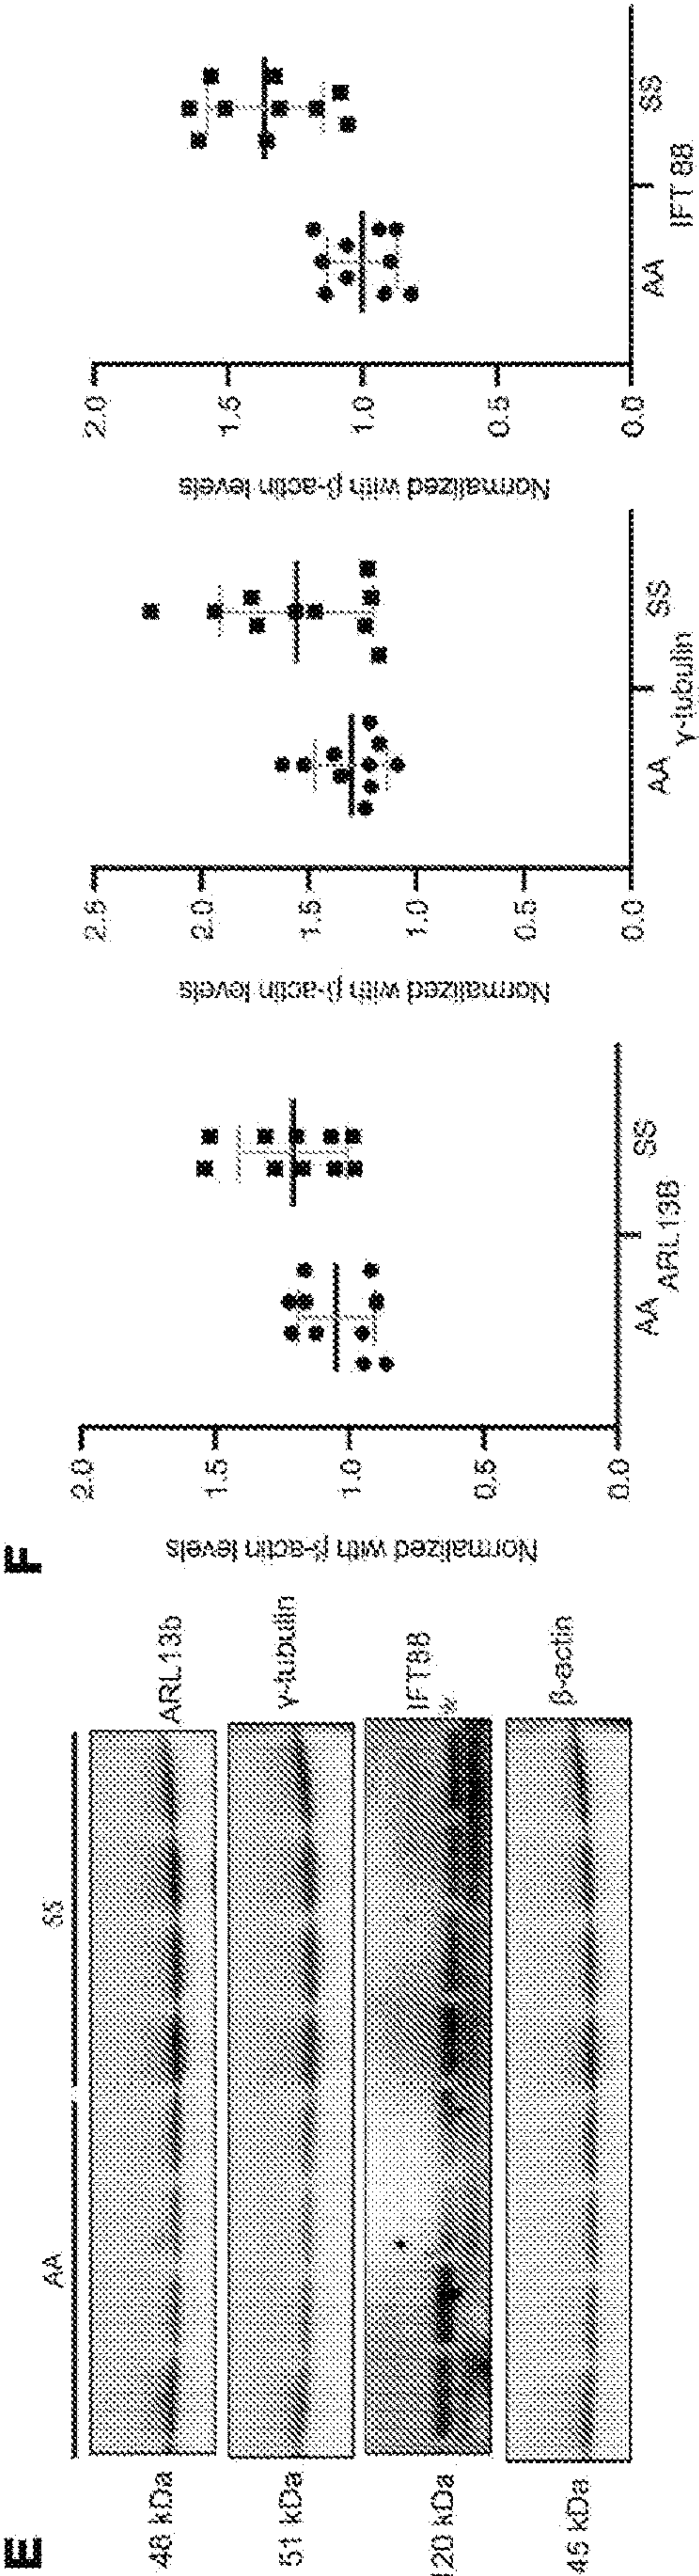 E
AA SS
48 kDa ARL13b
51 kDa γ-tubulin
120 kDa IFT88
45 kDa β-actin
F
Normalized with β-actin levels
2.0
1.5
1.0
0.5
0.0
AA SS
ARL13B
Normalized with β-actin levels
2.5
2.0
1.5
1.0
0.5
0.0
AA SS
γ-tubulin
Normalized with β-actin levels
2.0
1.5
1.0
0.5
0.0
AA SS
IFT 88